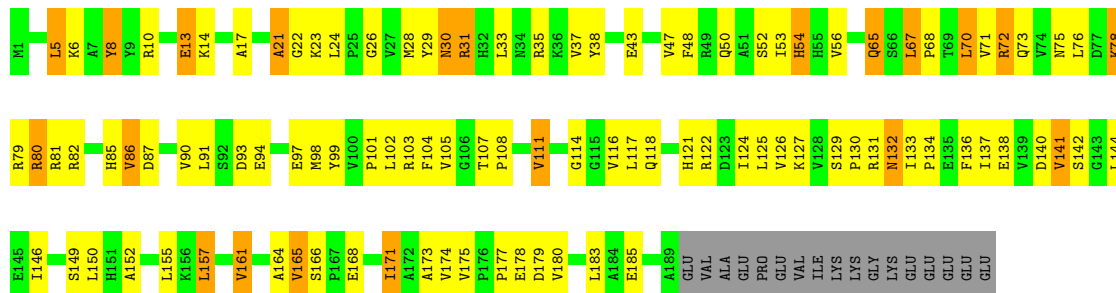 M1 L5 K6 A7 Y8 Y9 R10 E13 K14 A17 A21 G22 K23 L24 P25 G26 V27 M28 Y29 N30 R31 H32 L33 N34 R35 K36 V37 Y38 E43 V47 F48 R49 Q50 A51 S52 I53 H54 H55 V56 Q65 S66 L67 P68 T69 L70 V71 R72 Q73 V74 N75 L76 D77 K78
R79 R80 R81 R82 H85 V86 D87 V90 L91 S92 D93 E94 E97 M98 Y99 V100 P101 L102 R103 F104 V105 G106 T107 P108 V111 G114 G115 V116 L117 Q118 H121 R122 D123 I124 L125 V126 K127 V128 S129 P130 R131 N132 I133 P134 E135 F136 I137 E138 V139 D140 V141 S142 G143 L144
E145 I146 S149 L150 H151 A152 L155 K156 L157 V161 A164 V165 S166 P167 E168 I171 A172 A173 V174 V175 P176 P177 E178 D179 V180 L183 A184 E185 A189 GLU VAL ALA GLU PRO GLU VAL ILE LYS LYS GLY LYS GLU GLU GLU GLU GLU